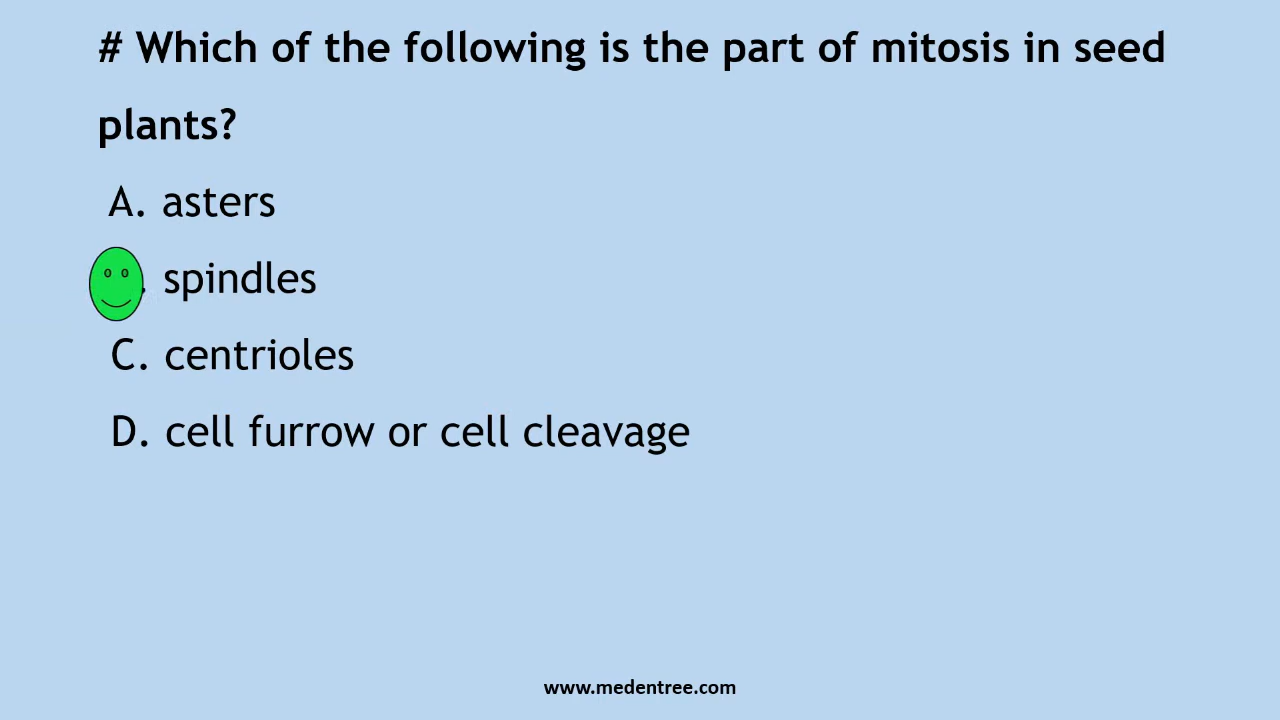 # Which of the following is the part of mitosis in seed
plants?
A. asters
. spindles
C. centrioles
D. cell furrow or cell cleavage
www.medentree.com